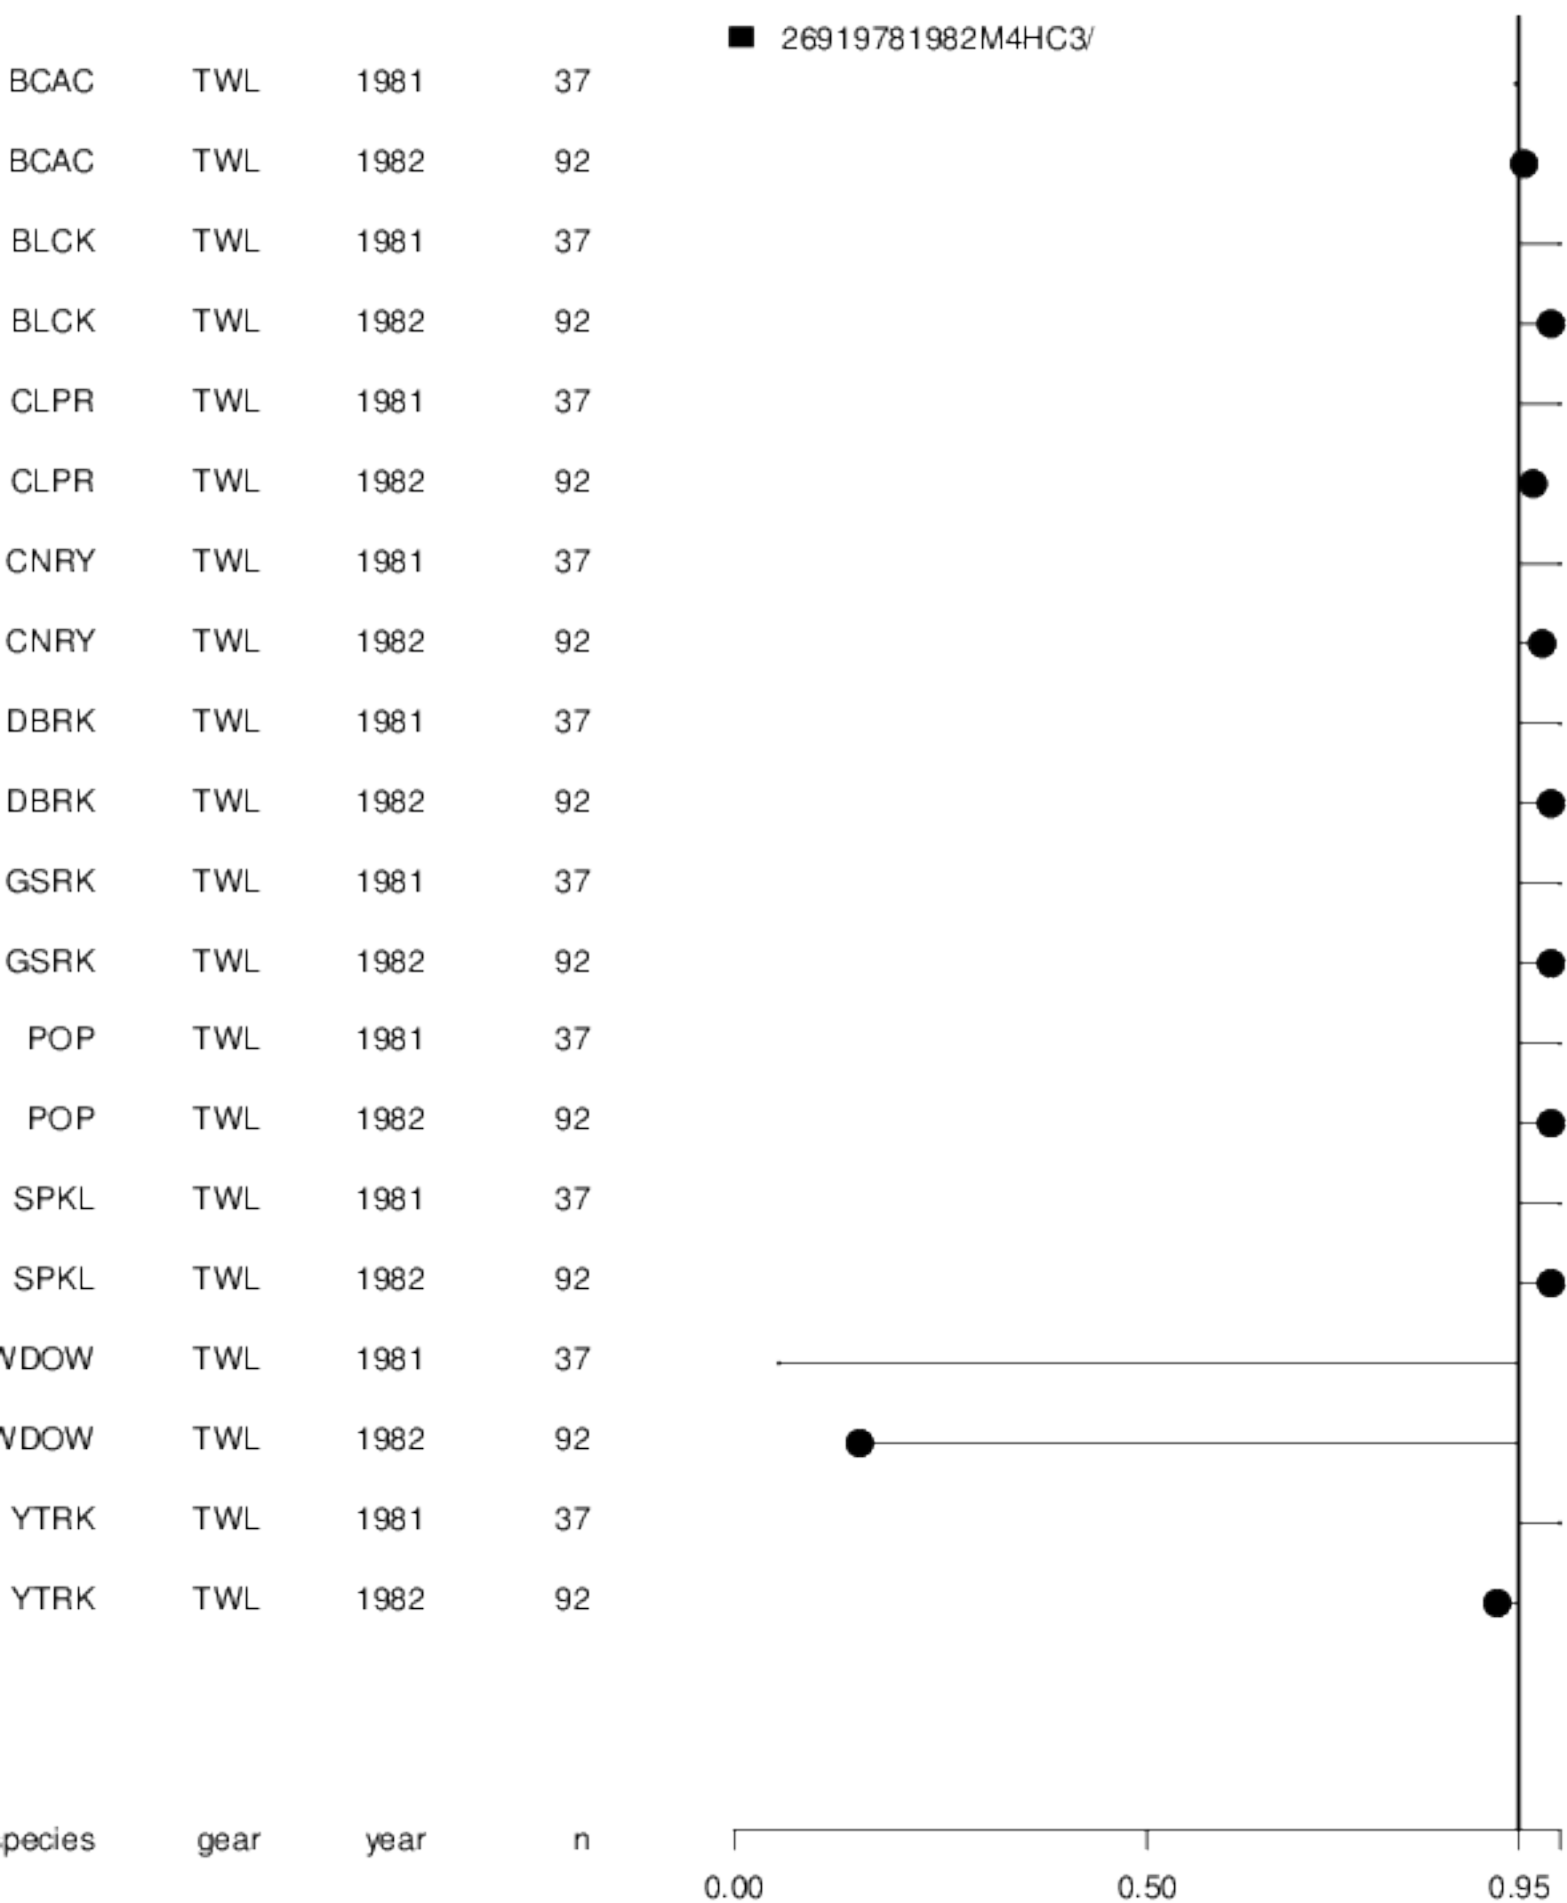 26919781982M4HC3/
BCAC TWL 1981 37
BCAC TWL 1982 92
BLCK TWL 1981 37
BLCK TWL 1982 92
CLPR TWL 1981 37
CLPR TWL 1982 92
CNRY TWL 1981 37
CNRY TWL 1982 92
DBRK TWL 1981 37
DBRK TWL 1982 92
GSRK TWL 1981 37
GSRK TWL 1982 92
POP TWL 1981 37
POP TWL 1982 92
SPKL TWL 1981 37
SPKL TWL 1982 92
WDOW TWL 1981 37
WDOW TWL 1982 92
YTRK TWL 1981 37
YTRK TWL 1982 92
pecies gear year n
0.00 0.50 0.95